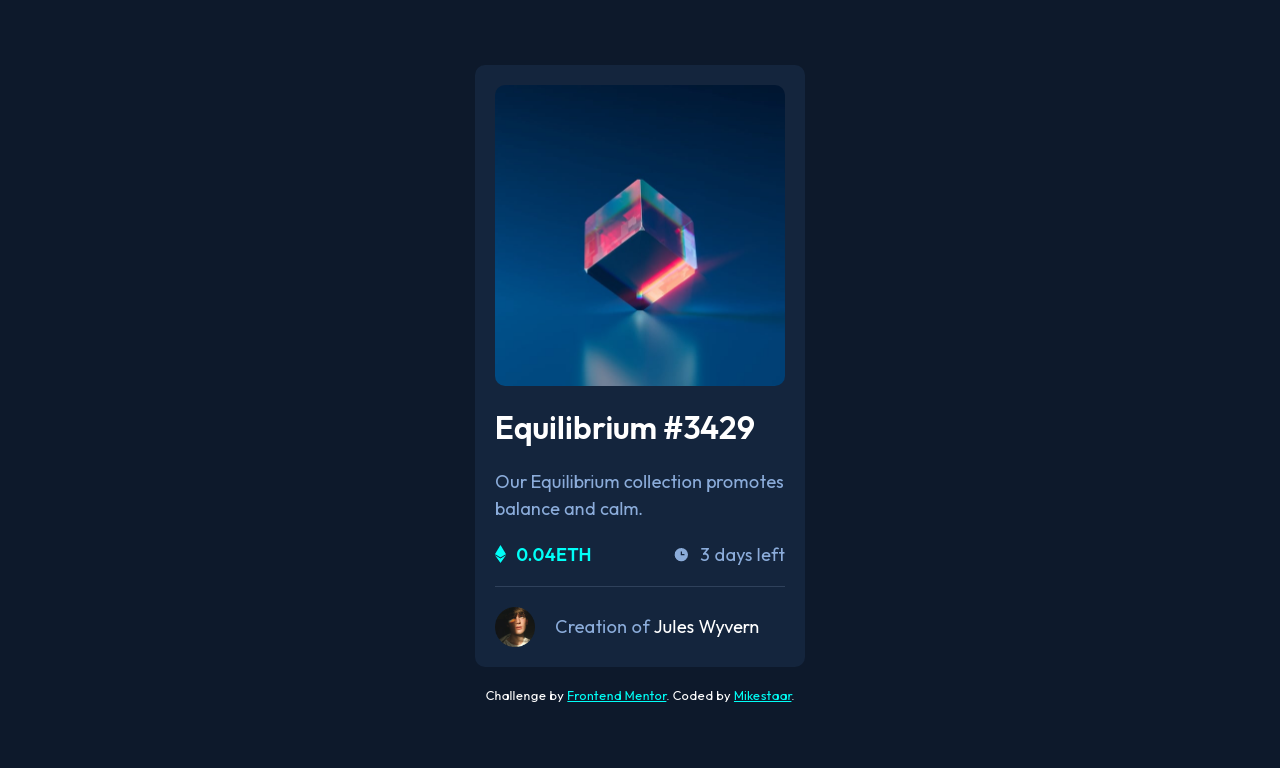 Equilibrium #3429
Our Equilibrium collection promotes
balance and calm.
0.04ETH
3 days left
Creation of Jules Wyvern
Challenge by Frontend Mentor. Coded by Mikestaar.